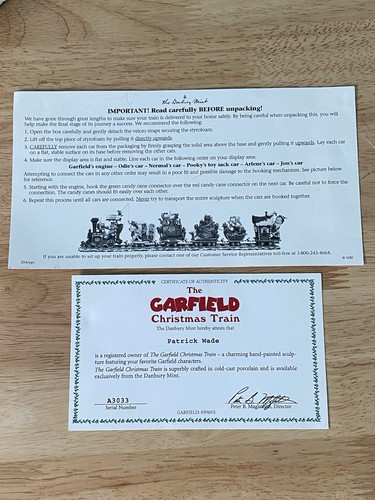 The Danbury Mint
IMPORTANT! Read carefully BEFORE unpacking!
We have gone through great lengths to make sure your train is delivered to your home safely. By being careful when unpacking this, you will
help make the final stage of its journey a success. We recommend the following:
1. Open the box carefully and gently detach the velcro straps securing the styrofoam.
2. Lift off the top piece of styrofoam by pulling it directly upwards.
3. CAREFULLY remove each car from the packaging by firmly grasping the solid area above the base and gently pulling it upwards. Lay each car
on a flat, stable surface on its base before removing the other cars.
4. Make sure the display area is flat and stable. Line each car in the following order on your display area:
Garfield's engine – Odie's car – Nermal's car – Pooky's toy sack car – Arlene's car – Jon's car
Attempting to connect the cars in any other order may result in a poor fit and possible damage to the hooking mechanism. See picture below
for reference.
5. Starting with the engine, hook the green candy cane connector over the red candy cane connector on the next car. Be careful not to force
the connection. The candy canes should fit easily over each other.
6. Repeat this process until all cars are connected. Never try to transport the entire sculpture when the cars are hooked together.
If you are unable to set up your train properly, please contact one of our Customer Service Representatives toll-free at 1-800-243-4664.
© MBI
CERTIFICATE OF AUTHENTICITY
The
GARFIELD
Christmas Train
The Danbury Mint hereby attests that
Patrick Wade
is a registered owner of The Garfield Christmas Train – a charming hand-painted sculp-
ture featuring your favorite Garfield characters.
The Garfield Christmas Train is superbly crafted in cold-cast porcelain and is available
exclusively from the Danbury Mint.
A3033
Serial Number
Peter B. Maglathlin, Director
GARFIELD: ©PAWS